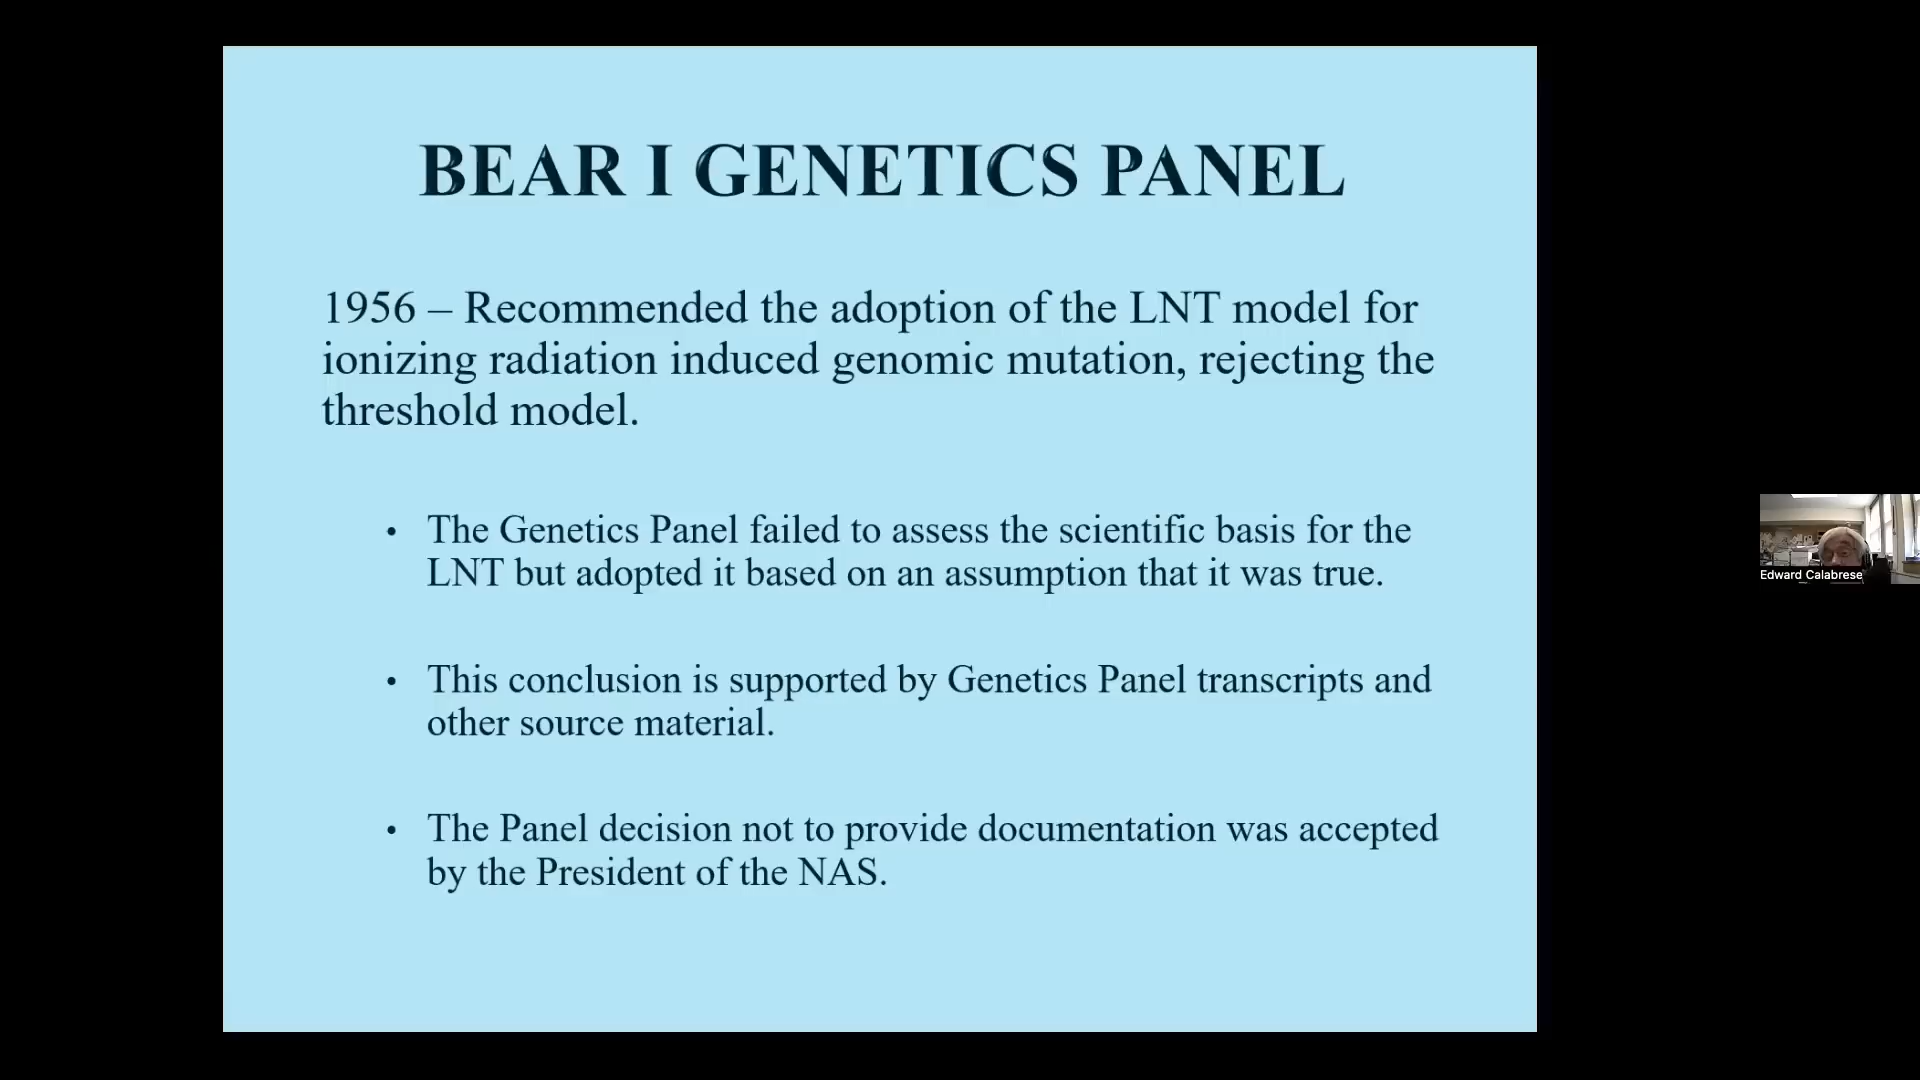 BEAR I GENETICS PANEL
1956 – Recommended the adoption of the LNT model for
ionizing radiation induced genomic mutation, rejecting the
threshold model.
• The Genetics Panel failed to assess the scientific basis for the
LNT but adopted it based on an assumption that it was true.
• This conclusion is supported by Genetics Panel transcripts and
other source material.
• The Panel decision not to provide documentation was accepted
by the President of the NAS.
Edward Calabrese